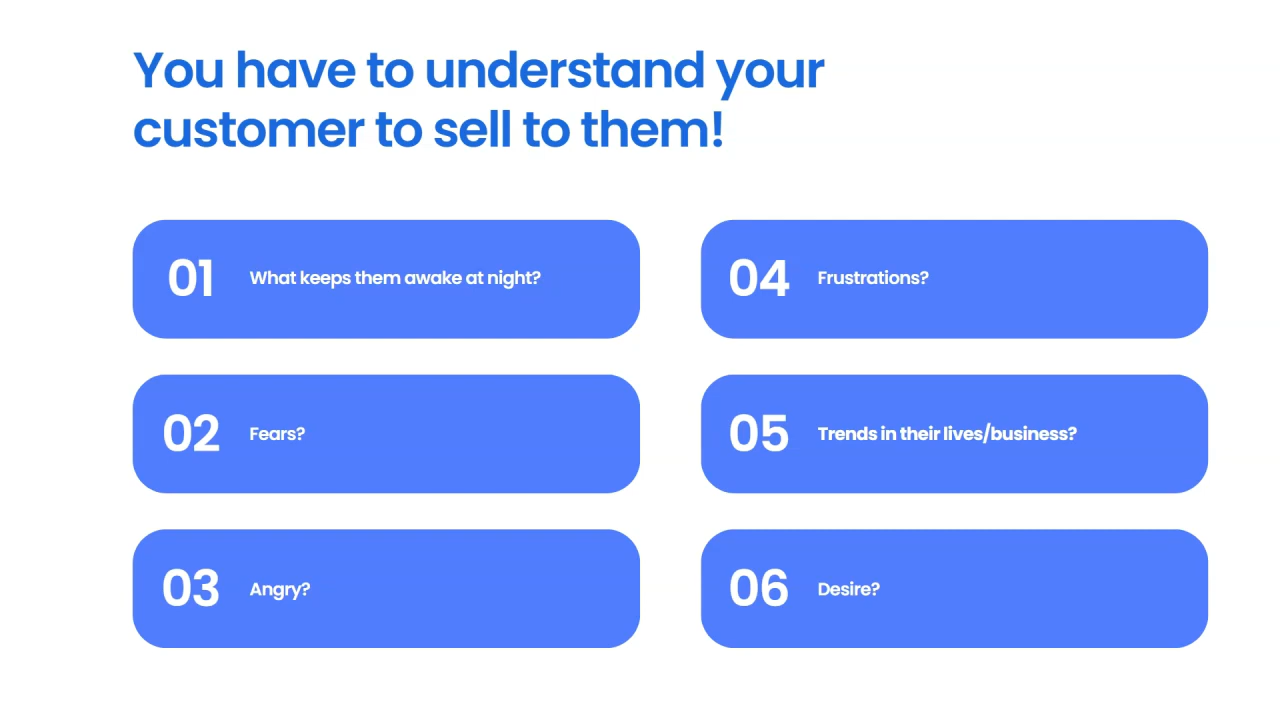 You have to understand your
customer to sell to them!
01 What keeps them awake at night?
02 Fears?
03 Angry?
04 Frustrations?
05 Trends in their lives/business?
06 Desire?